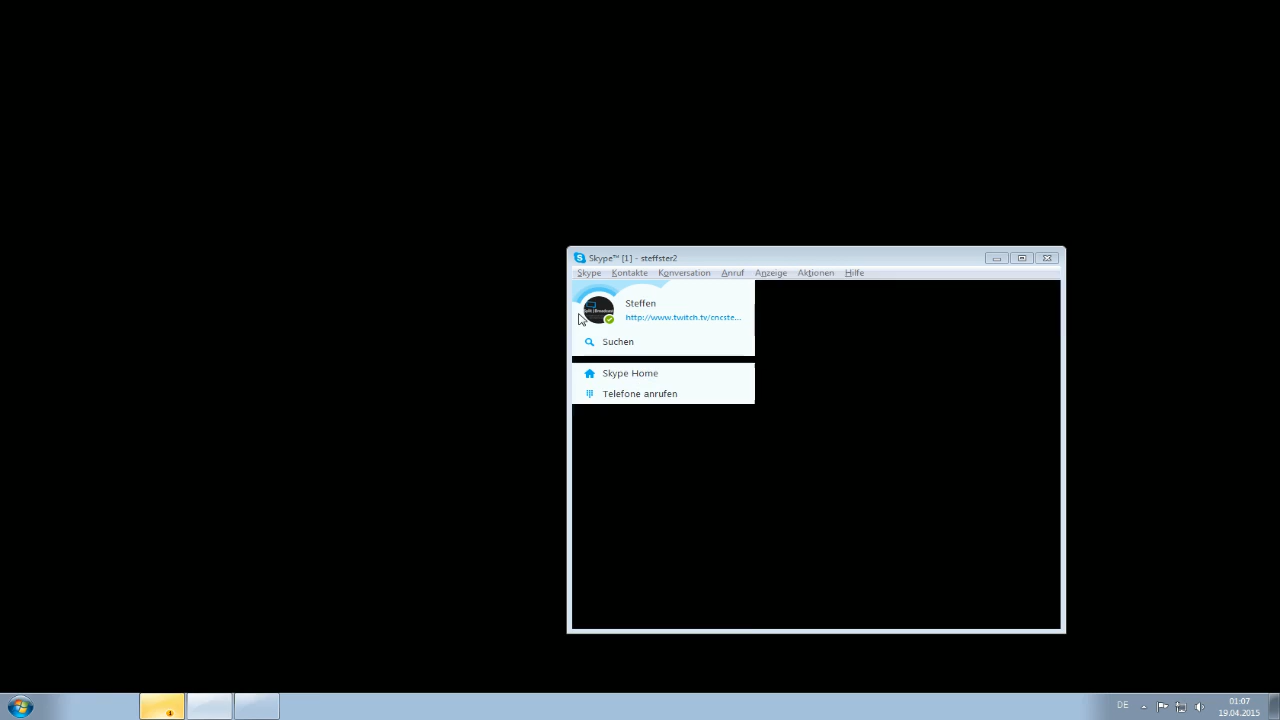 Skype™ [1] - steffster2
Skype Kontakte Konversation Anruf Anzeige Aktionen Hilfe
Steffen
http://www.twitch.tv/cncste...
Suchen
Skype Home
Telefone anrufen
DE
01:07
19.04.2015